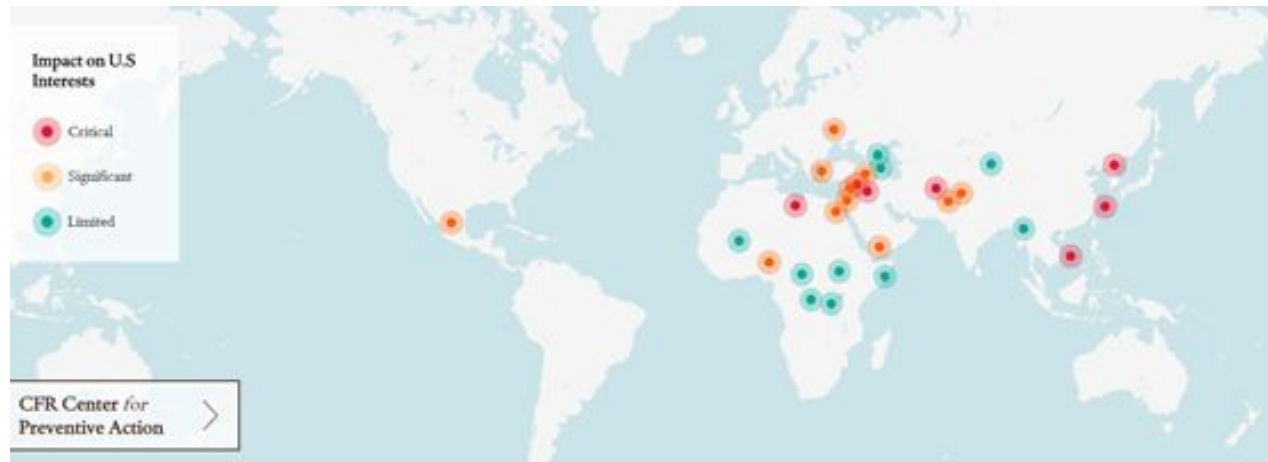 Impact on U.S
Interests
Critical
Significant
Limited
CFR Center for
Preventive Action